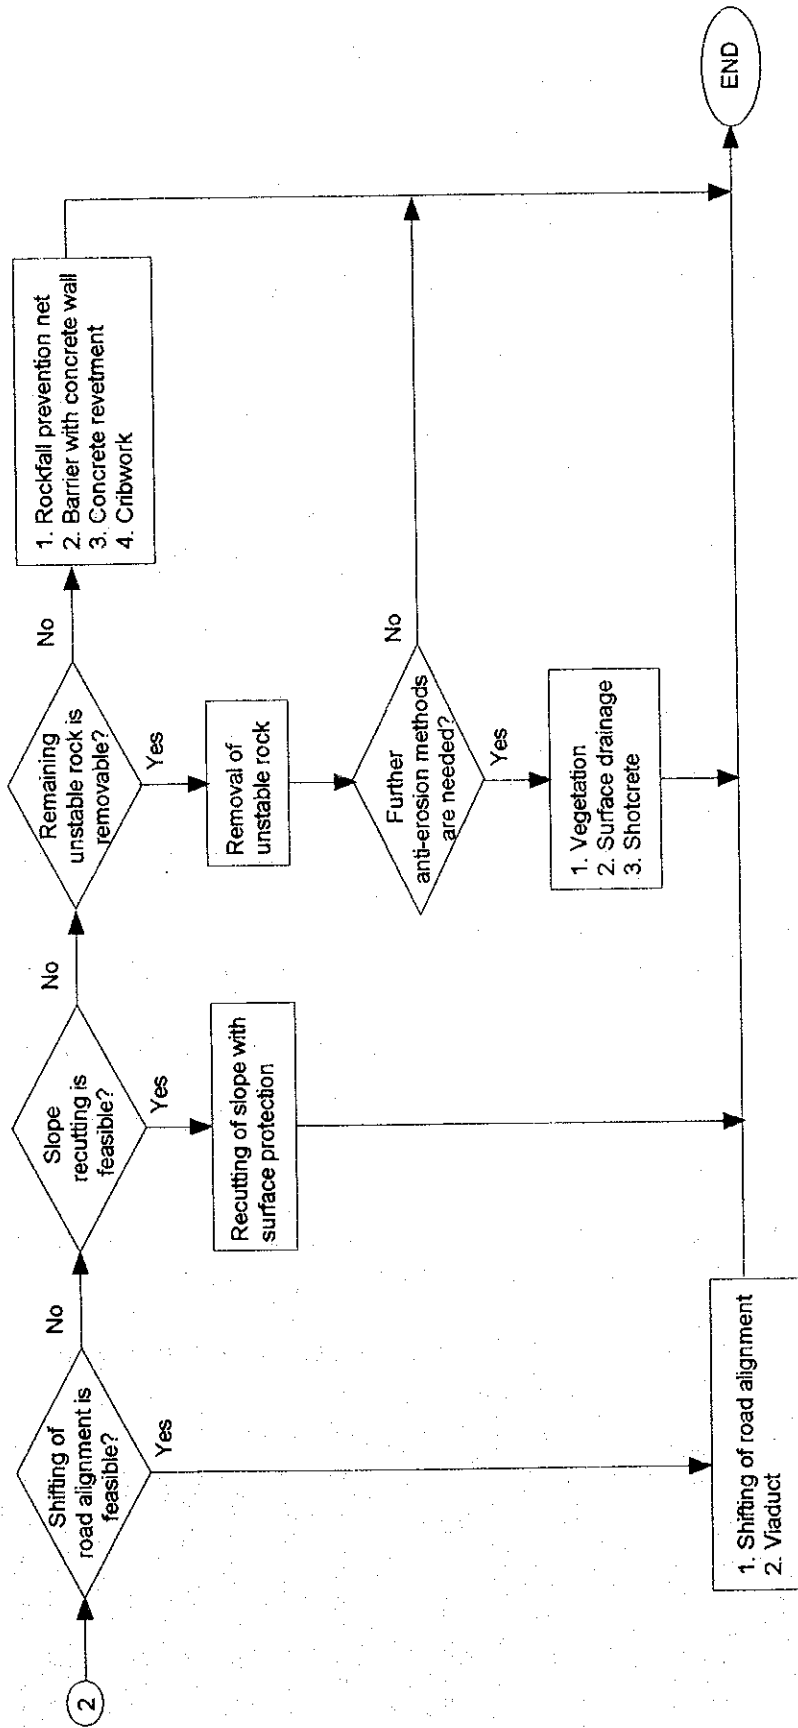 2
Shifting of
road alignment is
feasible?
No
Yes
1. Shifting of road alignment
2. Viaduct
Slope
recutting is
feasible?
No
Yes
Recutting of slope with
surface protection
Remaining
unstable rock is
removable?
No
Yes
1. Rockfall prevention net
2. Barrier with concrete wall
3. Concrete revetment
4. Cribwork
Removal of
unstable rock
Further
anti-erosion methods
are needed?
No
Yes
1. Vegetation
2. Surface drainage
3. Shotcrete
END